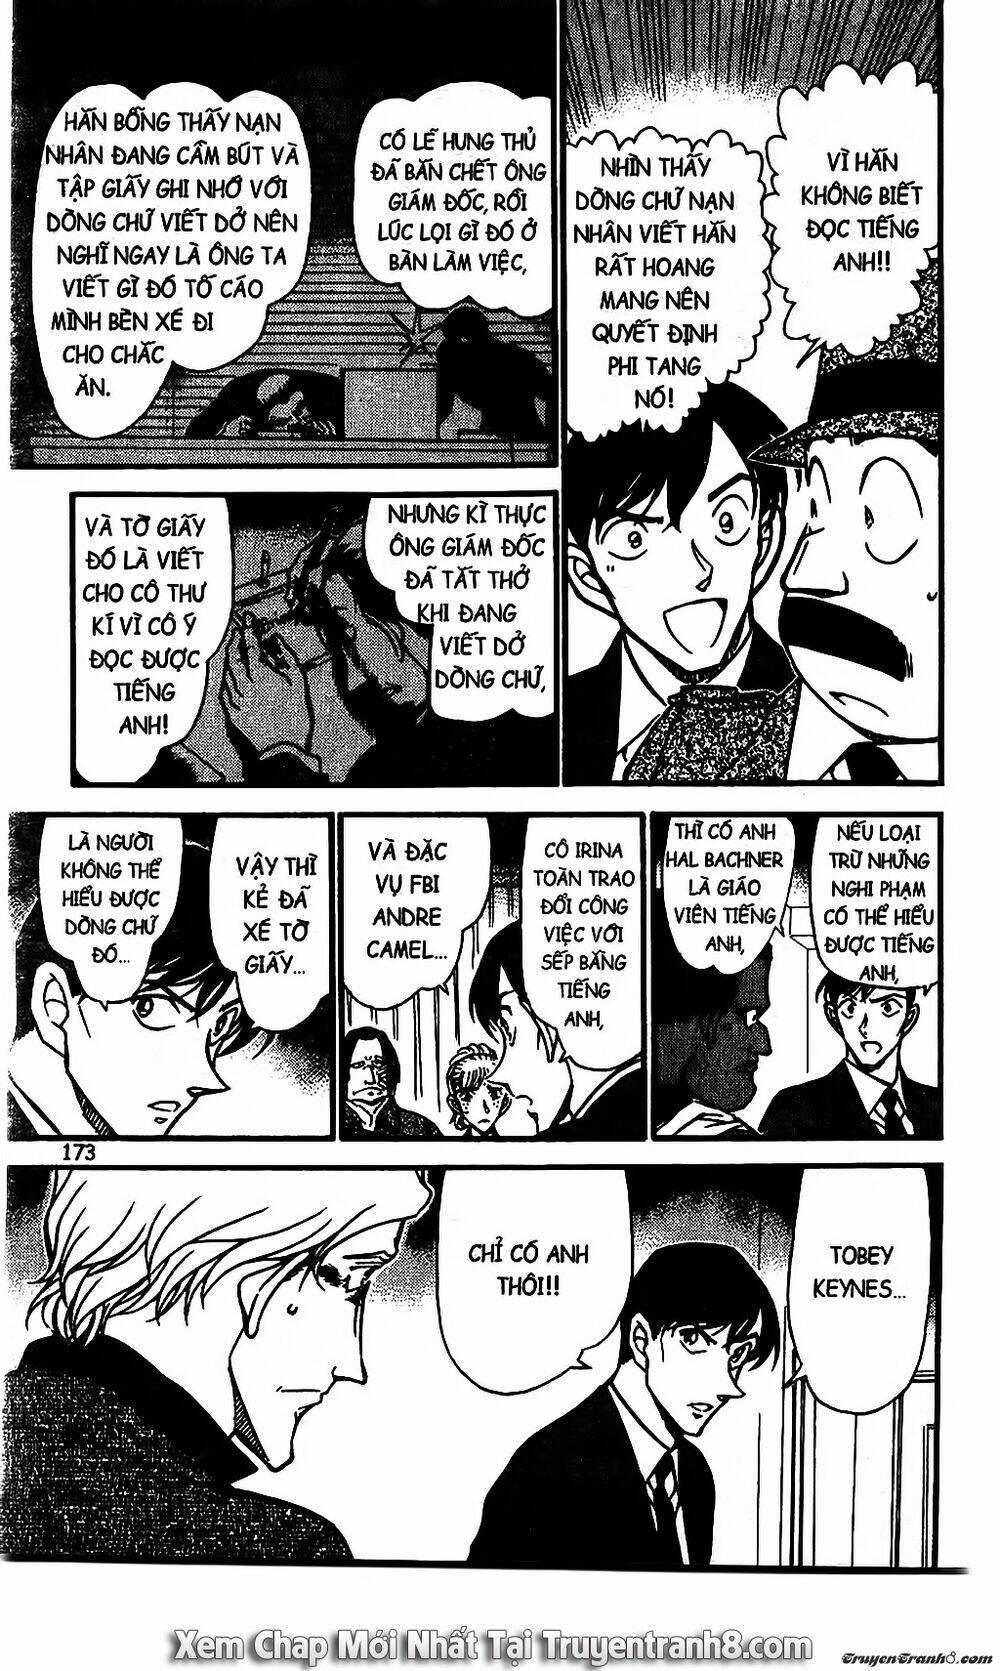 VÌ HẮN
KHÔNG BIẾT
ĐỌC TIẾNG
ANH!!
NHÌN THẤY
DÒNG CHỮ NẠN
NHÂN VIẾT HẮN
RẤT HOANG
MANG NÊN
QUYẾT ĐỊNH
PHI TANG
NÓ!
CÓ LẼ HUNG THỦ
ĐÃ BẮN CHẾT ÔNG
GIÁM ĐỐC, RỒI
LÚC LỌI GÌ ĐÓ Ở
BÀN LÀM VIỆC,
HẮN BỖNG THẤY NẠN
NHÂN ĐANG CẦM BÚT VÀ
TẬP GIẤY GHI NHỚ VỚI
DÒNG CHỮ VIẾT DỞ NÊN
NGHĨ NGAY LÀ ÔNG TA
VIẾT GÌ ĐÓ TỐ CÁO
MÌNH BÈN XÉ ĐI
CHO CHẮC
ĂN.
NHƯNG KÌ THỰC
ÔNG GIÁM ĐỐC
ĐÃ TẮT THỞ
KHI ĐANG
VIẾT DỞ
DÒNG CHỮ,
VÀ TỜ GIẤY
ĐÓ LÀ VIẾT
CHO CÔ THƯ
KÍ VÌ CÔ Ý
ĐỌC ĐƯỢC
TIẾNG
ANH!
NẾU LOẠI
TRỪ NHỮNG
NGHI PHẠM
CÓ THỂ HIỂU
ĐƯỢC TIẾNG
ANH,
THÌ CÓ ANH
HAL BACHNER
LÀ GIÁO
VIÊN TIẾNG
ANH,
CÔ IRINA
TOÀN TRAO
ĐỔI CÔNG
VIỆC VỚI
SẾP BẰNG
TIẾNG
ANH,
VÀ ĐẶC
VỤ FBI
ANDRE
CAMEL...
VẬY THÌ
KẺ ĐÃ
XÉ TỜ
GIẤY...
LÀ NGƯỜI
KHÔNG THỂ
HIỂU ĐƯỢC
DÒNG CHỮ
ĐÓ...
173
TOBEY
KEYNES...
CHỈ CÓ ANH
THÔI!!
Xem Chap Mới Nhất Tại Truyentranh8.com
TruyenTranh8.com